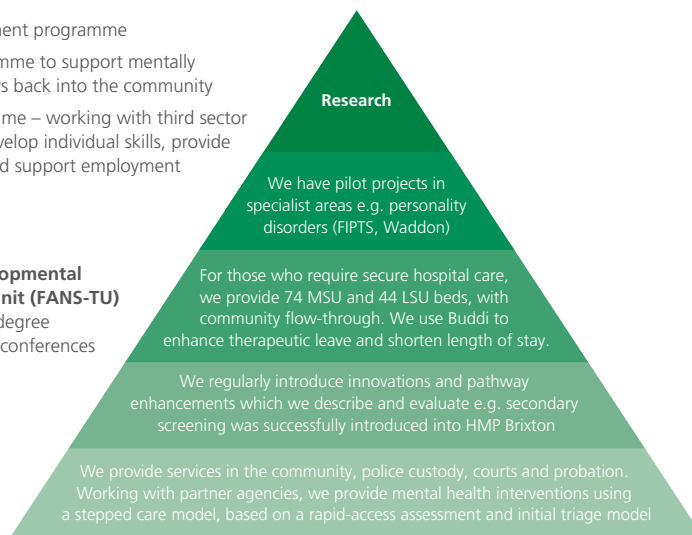 ent programme
mme to support mentally
rs back into the community
me – working with third sector
velop individual skills, provide
d support employment
opmental
nit (FANS-TU)
degree
conferences
Research
We have pilot projects in
specialist areas e.g. personality
disorders (FIPTS, Waddon)
For those who require secure hospital care,
we provide 74 MSU and 44 LSU beds, with
community flow-through. We use Buddi to
enhance therapeutic leave and shorten length of stay.
We regularly introduce innovations and pathway
enhancements which we describe and evaluate e.g. secondary
screening was successfully introduced into HMP Brixton
We provide services in the community, police custody, courts and probation.
Working with partner agencies, we provide mental health interventions using
a stepped care model, based on a rapid-access assessment and initial triage model